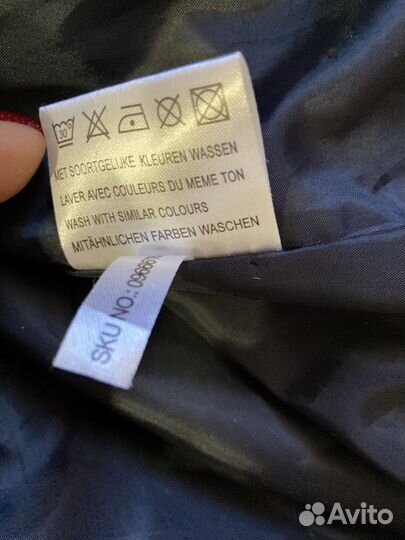 30
MET SOORTGELIJKE KLEUREN WASSEN
LAVER AVEC COULEURS DU MEME TON
WASH WITH SIMILAR COLOURS
MITÄHNLICHEN FARBEN WASCHEN
SKU NO.:
Avito